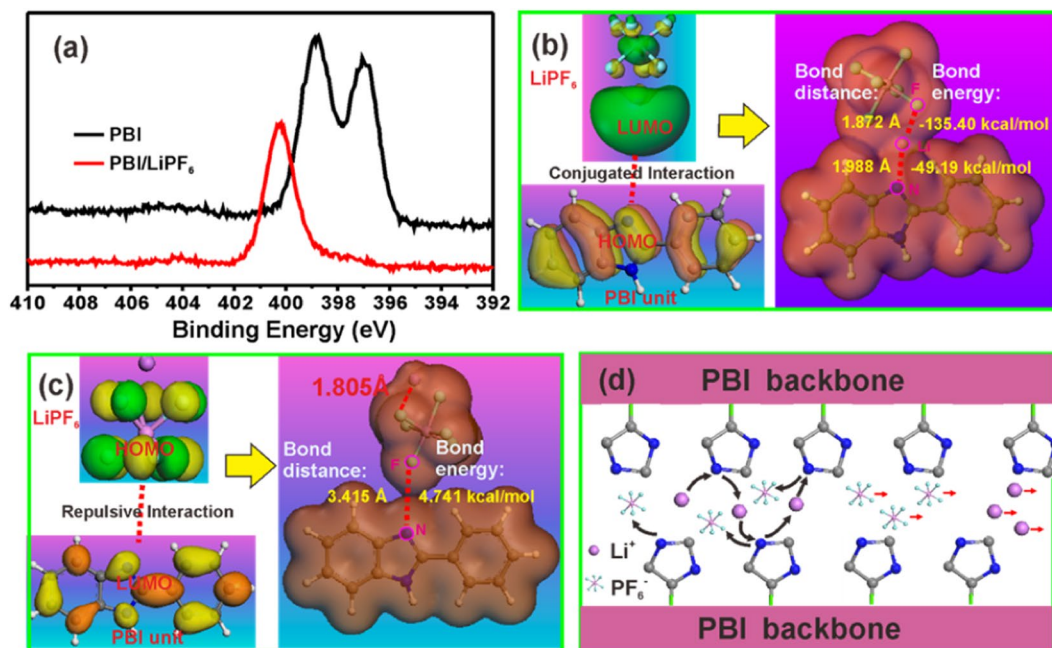 (a)
PBI
PBI/LiPF6
410 408 406 404 402 400 398 396 394 392
Binding Energy (eV)
(b)
LiPF6
LUMO
Conjugated Interaction
HOMO
PBI unit
Bond distance:
Bond energy:
F
1.872 Å
-135.40 kcal/mol
1.988 Å
-49.19 kcal/mol
N
(c)
LiPF6
HOMO
Repulsive Interaction
LUMO
PBI unit
1.805Å
Bond distance:
Bond energy:
F
3.415 Å
4.741 kcal/mol
N
(d)
PBI backbone
Li+
PF6-
PBI backbone